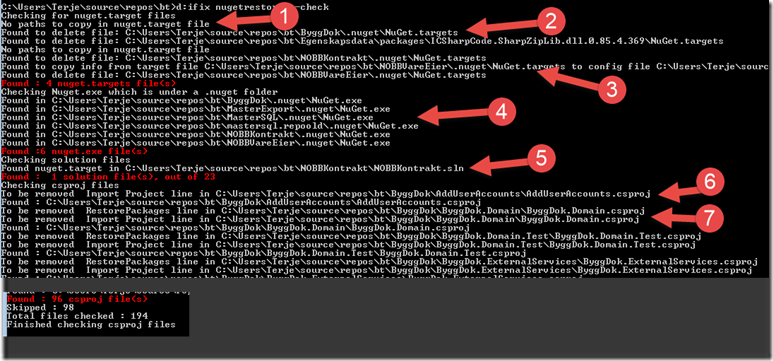 C:\Users\Terje\source\repos\bt>d:ifix nugetrestore --check
Checking for nuget.target files
No paths to copy in nuget.target file
Found to delete file: C:\Users\Terje\source\repos\bt\ByggDok\.nuget\NuGet.targets
Found to delete file: C:\Users\Terje\source\repos\bt\Egenskapsdata\packages\ICSharpCode.SharpZipLib.dll.0.85.4.369\NuGet.targets
No paths to copy in nuget.target file
Found to delete file: C:\Users\Terje\source\repos\bt\NOBBKontrakt\.nuget\NuGet.targets
Found to copy info from target file C:\Users\Terje\source\repos\bt\NOBBVareEier\.nuget\NuGet.targets to config file C:\Users\Terje\sourc
Found to delete file: C:\Users\Terje\source\repos\bt\NOBBVareEier\.nuget\NuGet.targets
Found : 4 nuget.targets file(s)
Checking Nuget.exe which is under a .nuget folder
Found in C:\Users\Terje\source\repos\bt\ByggDok\.nuget\NuGet.exe
Found in C:\Users\Terje\source\repos\bt\MasterExport\.nuget\NuGet.exe
Found in C:\Users\Terje\source\repos\bt\MasterSQL\.nuget\NuGet.exe
Found in C:\Users\Terje\source\repos\bt\mastersql.repoold\.nuget\NuGet.exe
Found in C:\Users\Terje\source\repos\bt\NOBBKontrakt\.nuget\NuGet.exe
Found in C:\Users\Terje\source\repos\bt\NOBBVareEier\.nuget\NuGet.exe
Found :6 nuget.exe file(s)
Checking solution files
Found nuget.target in C:\Users\Terje\source\repos\bt\NOBBKontrakt\NOBBKontrakt.sln
Found : 1 solution file(s), out of 23
Checking csproj files
To be removed  Import Project line in C:\Users\Terje\source\repos\bt\ByggDok\AddUserAccounts\AddUserAccounts.csproj
Found : C:\Users\Terje\source\repos\bt\ByggDok\AddUserAccounts\AddUserAccounts.csproj
To be removed  RestorePackages line in C:\Users\Terje\source\repos\bt\ByggDok\ByggDok.Domain\ByggDok.Domain.csproj
To be removed  Import Project line in C:\Users\Terje\source\repos\bt\ByggDok\ByggDok.Domain\ByggDok.Domain.csproj
Found : C:\Users\Terje\source\repos\bt\ByggDok\ByggDok.Domain\ByggDok.Domain.csproj
To be removed  RestorePackages line in C:\Users\Terje\source\repos\bt\ByggDok\ByggDok.Domain.Test\ByggDok.Domain.Test.csproj
To be removed  Import Project line in C:\Users\Terje\source\repos\bt\ByggDok\ByggDok.Domain.Test\ByggDok.Domain.Test.csproj
Found : C:\Users\Terje\source\repos\bt\ByggDok\ByggDok.Domain.Test\ByggDok.Domain.Test.csproj
To be removed  RestorePackages line in C:\Users\Terje\source\repos\bt\ByggDok\ByggDok.ExternalServices\ByggDok.ExternalServices.csproj
To be removed  Import Project line in C:\Users\Terje\source\repos\bt\ByggDok\ByggDok.ExternalServices\ByggDok.ExternalServices.csproj
Found : 96 csproj file(s)
Skipped : 98
Total files checked : 194
Finished checking csproj files
1
2
3
4
5
6
7